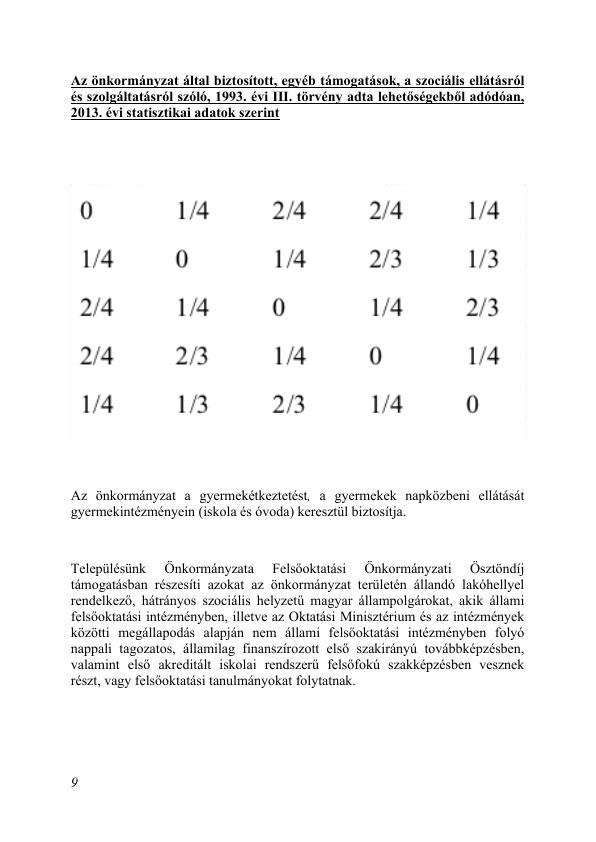 Az önkormányzat által biztosított, egyéb támogatások, a szociális ellátásról
és szolgáltatásról szóló, 1993. évi III. törvény adta lehetőségekből adódóan,
2013. évi statisztikai adatok szerint
0 1/4 2/4 2/4 1/4
1/4 0 1/4 2/3 1/3
2/4 1/4 0 1/4 2/3
2/4 2/3 1/4 0 1/4
1/4 1/3 2/3 1/4 0
Az önkormányzat a gyermekétkeztetést, a gyermekek napközbeni ellátását
gyermekintézményein (iskola és óvoda) keresztül biztosítja.
Településünk Önkormányzata Felsőoktatási Önkormányzati Ösztöndíj
támogatásban részesíti azokat az önkormányzat területén állandó lakóhellyel
rendelkező, hátrányos szociális helyzetű magyar állampolgárokat, akik állami
felsőoktatási intézményben, illetve az Oktatási Minisztérium és az intézmények
közötti megállapodás alapján nem állami felsőoktatási intézményben folyó
nappali tagozatos, államilag finanszírozott első szakirányú továbbképzésben,
valamint első akreditált iskolai rendszerű felsőfokú szakképzésben vesznek
részt, vagy felsőoktatási tanulmányokat folytatnak.
9